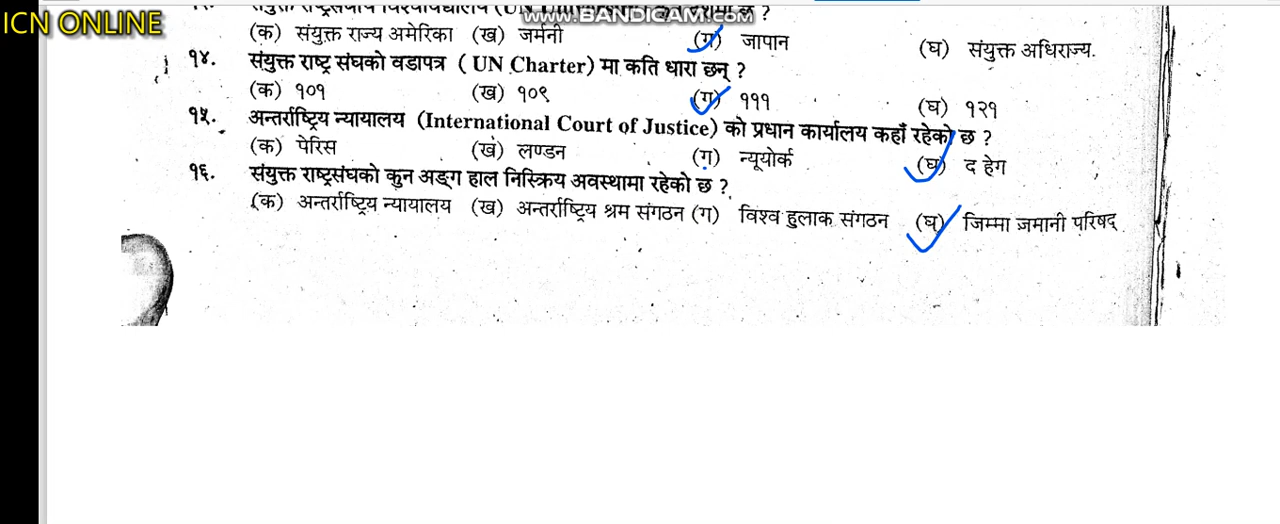 ICN ONLINE
www.BANDICAM.com
(क) संयुक्त राज्य अमेरिका (ख) जर्मनी (ग) जापान (घ) संयुक्त अधिराज्य.
१४. संयुक्त राष्ट्र संघको वडापत्र ( UN Charter) मा कति धारा छन् ?
(क) १०१ (ख) १०९ (ग) १११ (घ) १२१
१५. अन्तर्राष्ट्रिय न्यायालय (International Court of Justice) को प्रधान कार्यालय कहाँ रहेको छ ?
(क) पेरिस (ख) लण्डन (ग) न्यूयोर्क (घ) द हेग
१६. संयुक्त राष्ट्रसंघको कुन अङ्ग हाल निस्क्रिय अवस्थामा रहेको छ ?
(क) अन्तर्राष्ट्रिय न्यायालय (ख) अन्तर्राष्ट्रिय श्रम संगठन (ग) विश्व हुलाक संगठन (घ) जिम्मा जमानी परिषद